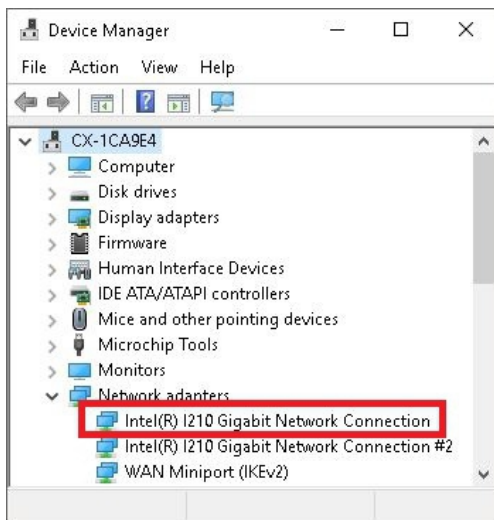 Device Manager
File Action View Help
CX-1CA9E4
Computer
Disk drives
Display adapters
Firmware
Human Interface Devices
IDE ATA/ATAPI controllers
Mice and other pointing devices
Microchip Tools
Monitors
Network adapters
Intel(R) I210 Gigabit Network Connection
Intel(R) I210 Gigabit Network Connection #2
WAN Miniport (IKEv2)